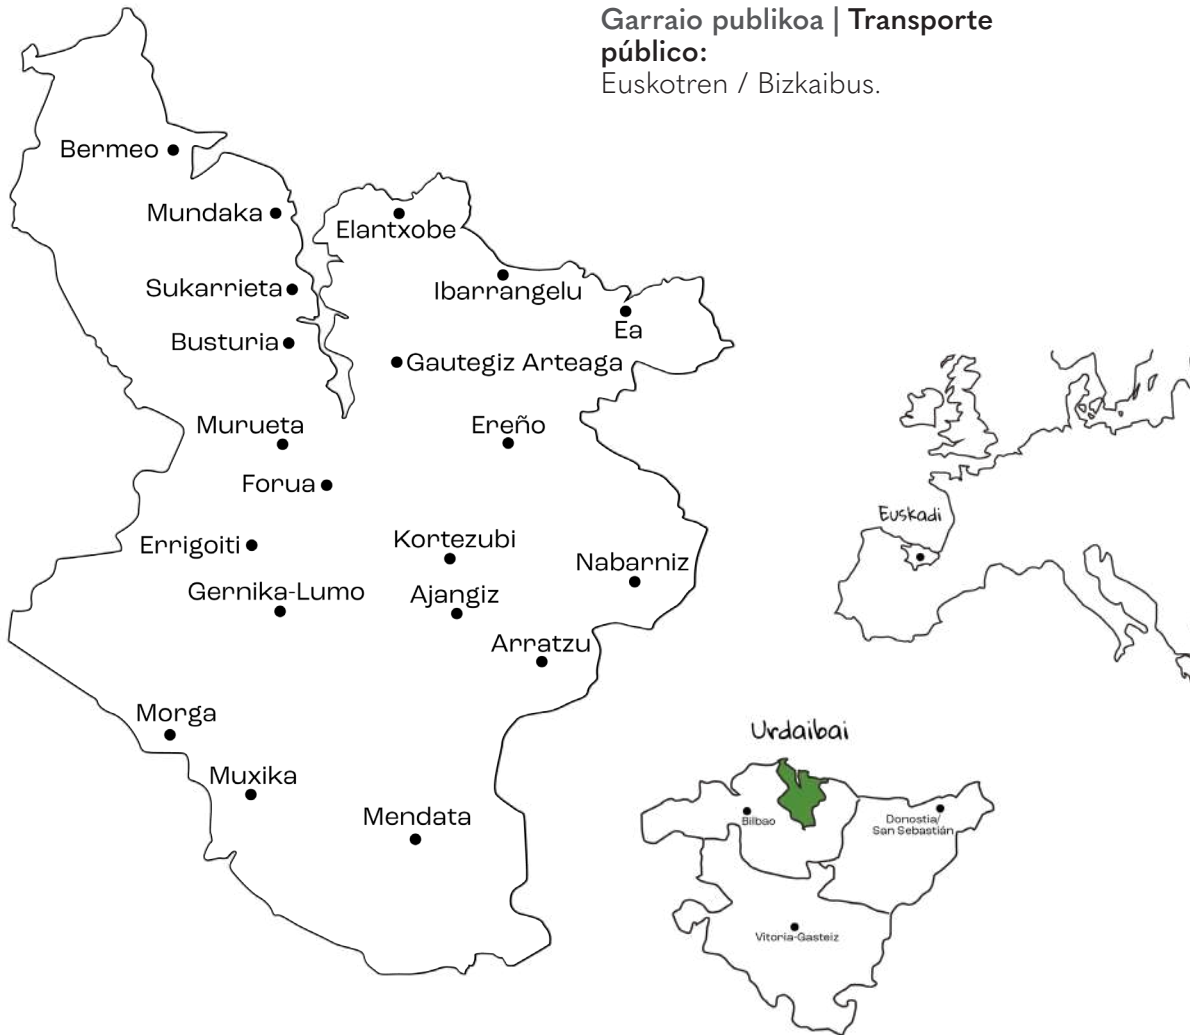 Garraio publikoa | Transporte
público:
Euskotren / Bizkaibus.
Bermeo
Mundaka
Elantxobe
Sukarrieta
Ibarrangelu
Ea
Busturia
Gautegiz Arteaga
Murueta
Ereño
Forua
Errigoiti
Kortezubi
Nabarniz
Gernika-Lumo
Ajangiz
Arratzu
Morga
Muxika
Mendata
Euskadi
Urdaibai
Bilbao
Donostia/
San Sebastián
Vitoria-Gasteiz